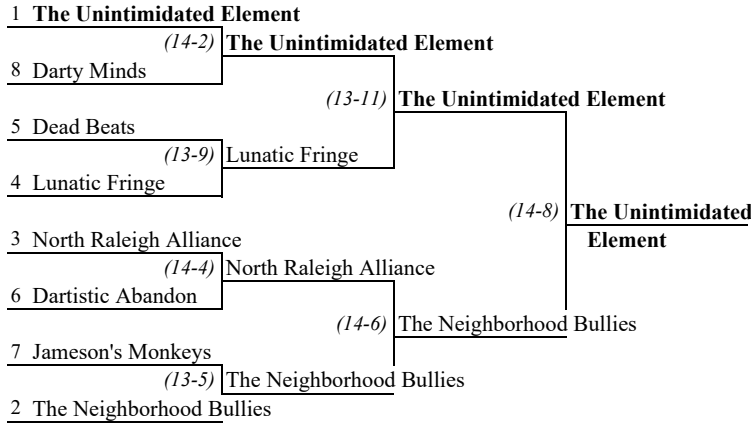 1 The Unintimidated Element
(14-2) The Unintimidated Element
8 Darty Minds
(13-11) The Unintimidated Element
5 Dead Beats
(13-9) Lunatic Fringe
4 Lunatic Fringe
(14-8) The Unintimidated
Element
3 North Raleigh Alliance
(14-4) North Raleigh Alliance
6 Dartistic Abandon
(14-6) The Neighborhood Bullies
7 Jameson's Monkeys
(13-5) The Neighborhood Bullies
2 The Neighborhood Bullies